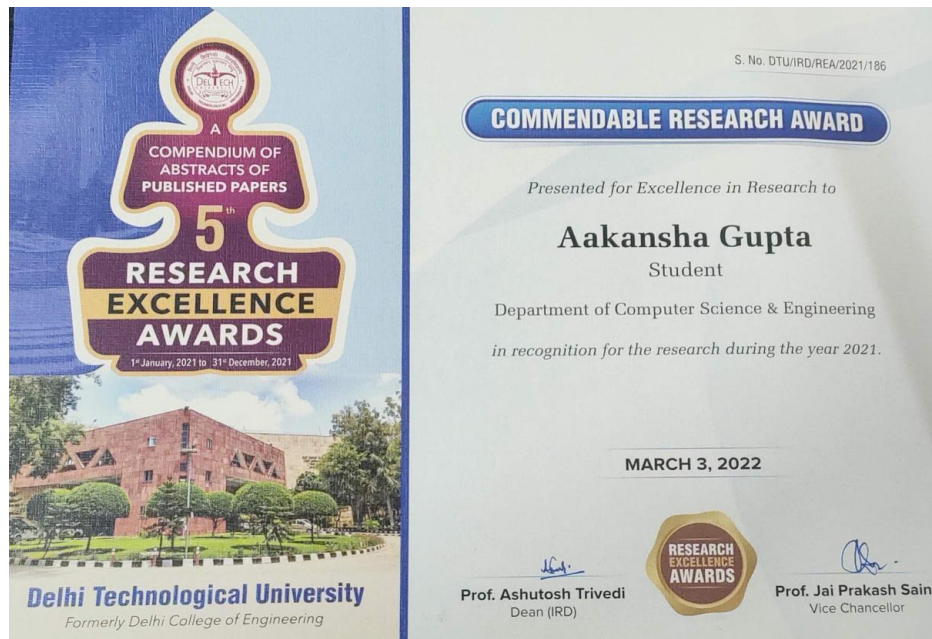 DELTECH
A
COMPENDIUM OF
ABSTRACTS OF
PUBLISHED PAPERS
5th
RESEARCH
EXCELLENCE
AWARDS
1st January, 2021 to 31st December, 2021
Delhi Technological University
Formerly Delhi College of Engineering
S. No. DTU/IRD/REA/2021/186
COMMENDABLE RESEARCH AWARD
Presented for Excellence in Research to
Aakansha Gupta
Student
Department of Computer Science & Engineering
in recognition for the research during the year 2021.
MARCH 3, 2022
RESEARCH
EXCELLENCE
AWARDS
Prof. Ashutosh Trivedi
Dean (IRD)
Prof. Jai Prakash Sain
Vice Chancellor